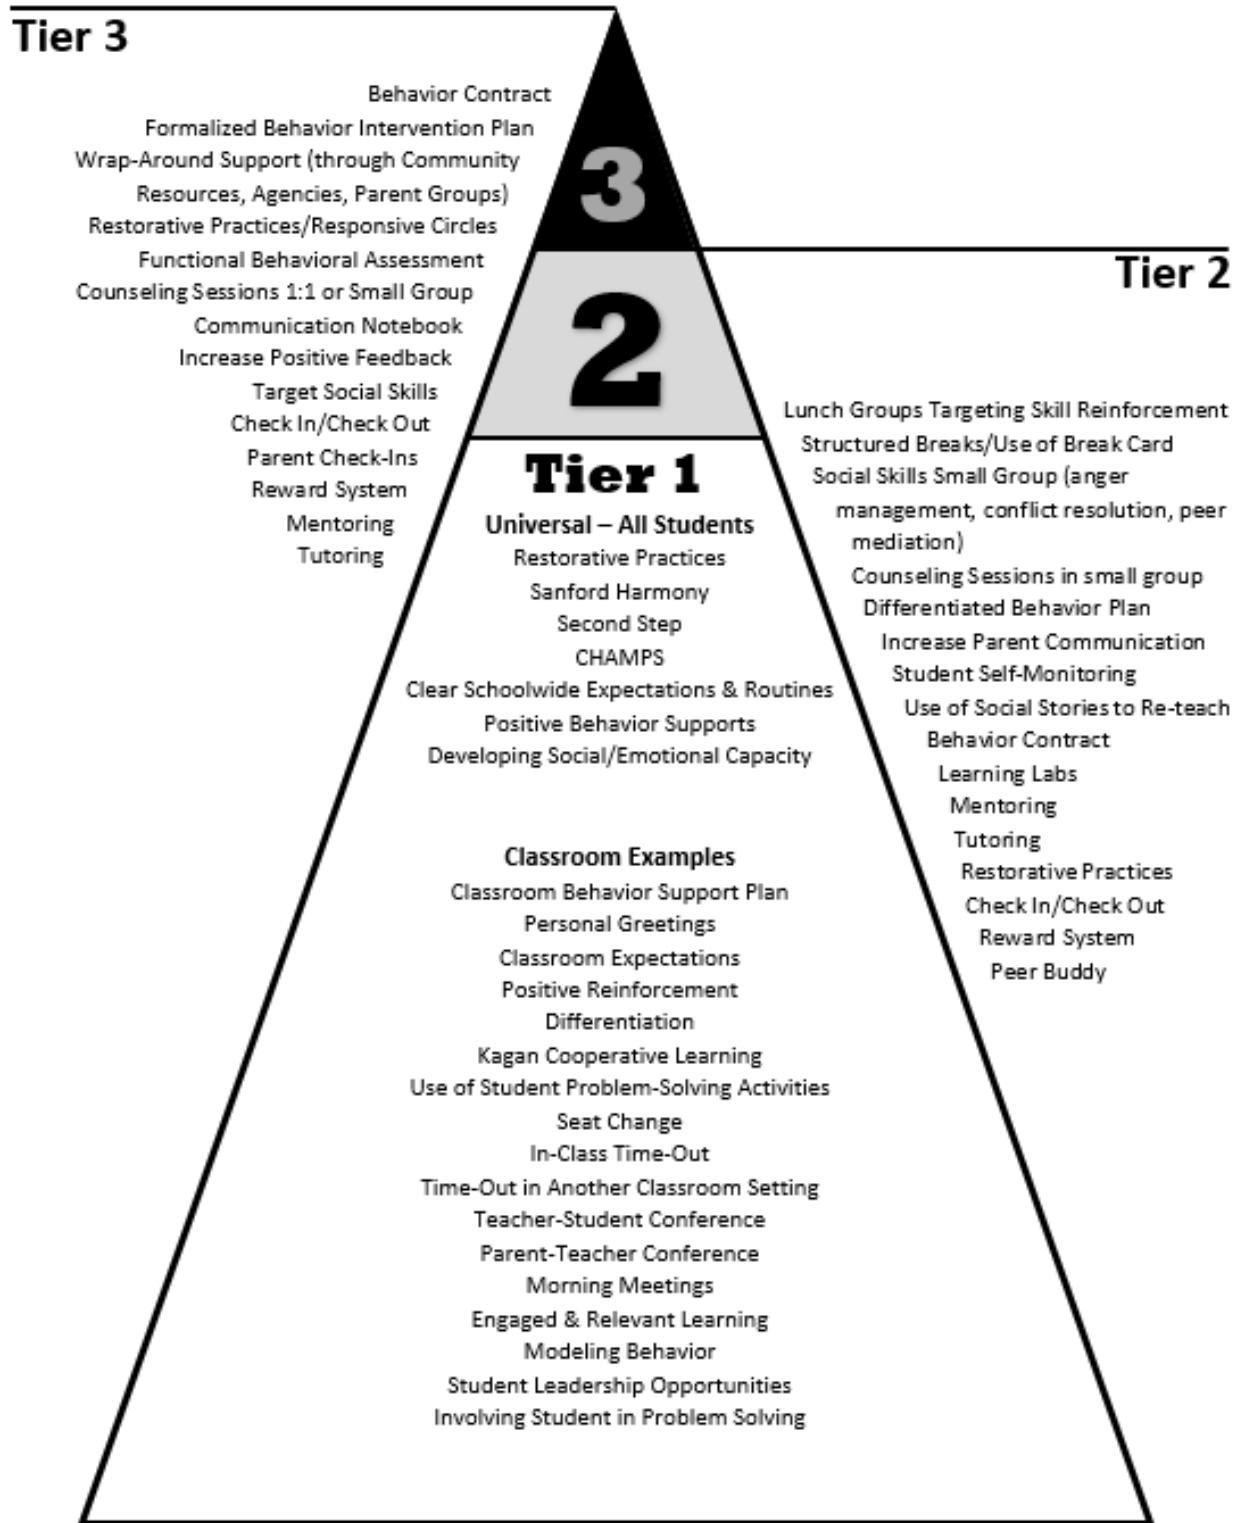 Tier 3
Behavior Contract
Formalized Behavior Intervention Plan
Wrap-Around Support (through Community
Resources, Agencies, Parent Groups)
Restorative Practices/Responsive Circles
Functional Behavioral Assessment
Counseling Sessions 1:1 or Small Group
Communication Notebook
Increase Positive Feedback
Target Social Skills
Check In/Check Out
Parent Check-Ins
Reward System
Mentoring
Tutoring
3
2
Tier 2
Lunch Groups Targeting Skill Reinforcement
Structured Breaks/Use of Break Card
Social Skills Small Group (anger
management, conflict resolution, peer
mediation)
Counseling Sessions in small group
Differentiated Behavior Plan
Increase Parent Communication
Student Self-Monitoring
Use of Social Stories to Re-teach
Behavior Contract
Learning Labs
Mentoring
Tutoring
Restorative Practices
Check In/Check Out
Reward System
Peer Buddy
Tier 1
Universal – All Students
Restorative Practices
Sanford Harmony
Second Step
CHAMPS
Clear Schoolwide Expectations & Routines
Positive Behavior Supports
Developing Social/Emotional Capacity
Classroom Examples
Classroom Behavior Support Plan
Personal Greetings
Classroom Expectations
Positive Reinforcement
Differentiation
Kagan Cooperative Learning
Use of Student Problem-Solving Activities
Seat Change
In-Class Time-Out
Time-Out in Another Classroom Setting
Teacher-Student Conference
Parent-Teacher Conference
Morning Meetings
Engaged & Relevant Learning
Modeling Behavior
Student Leadership Opportunities
Involving Student in Problem Solving